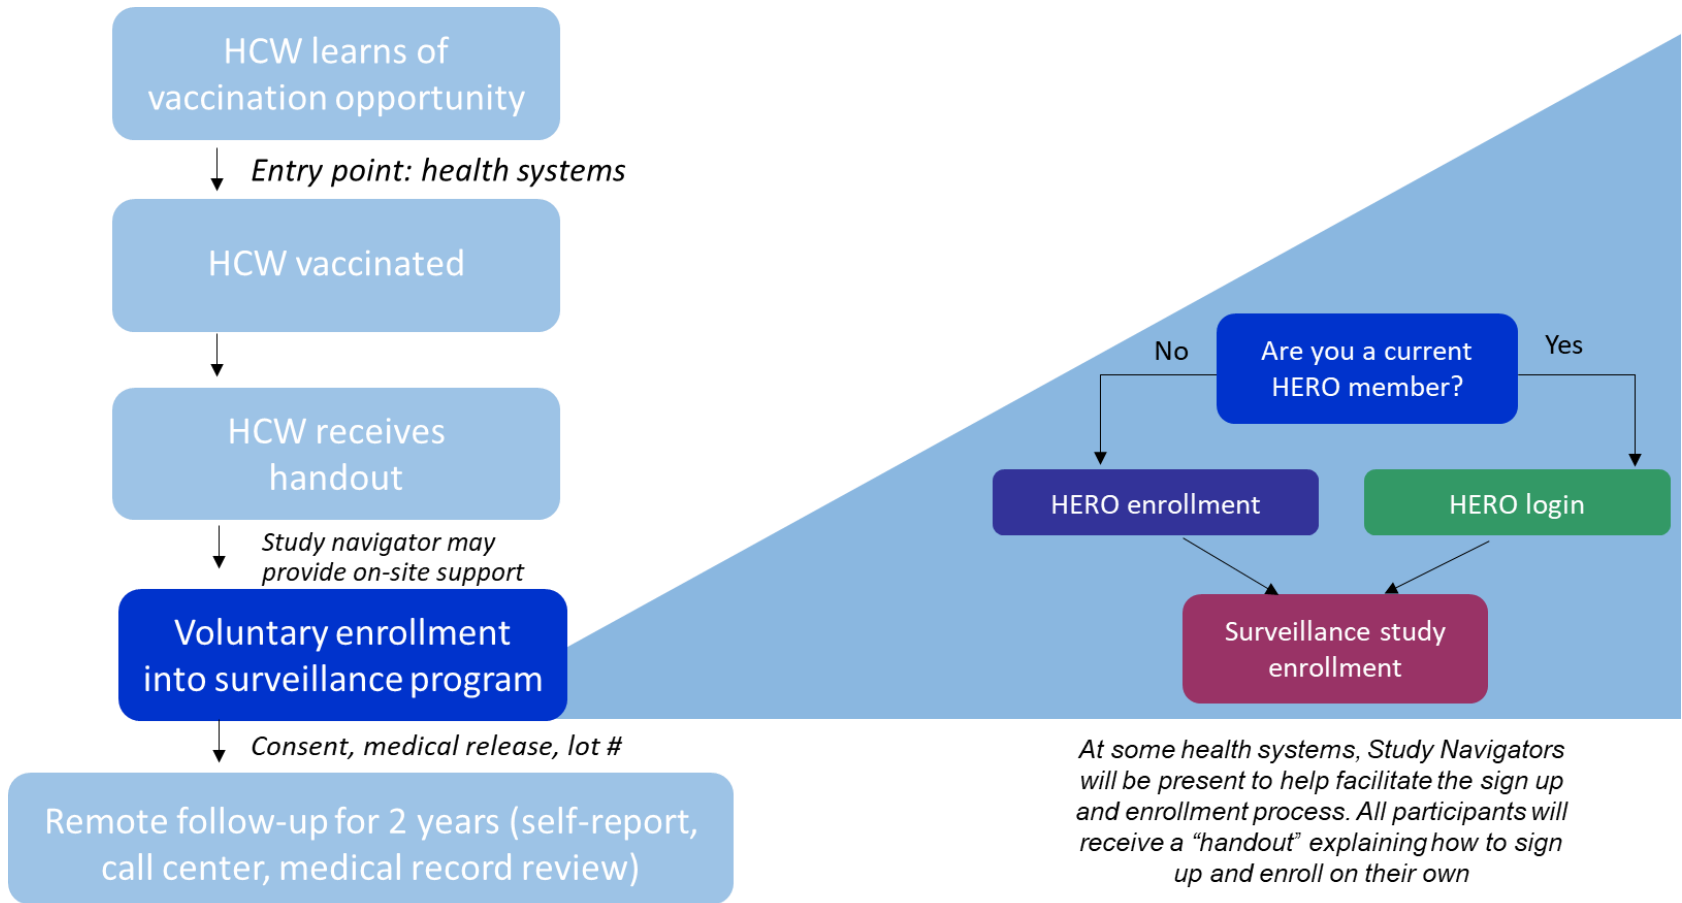 HCW learns of
vaccination opportunity
Entry point: health systems
HCW vaccinated
HCW receives
handout
Study navigator may
provide on-site support
Voluntary enrollment
into surveillance program
Consent, medical release, lot #
Remote follow-up for 2 years (self-report,
call center, medical record review)
Are you a current
HERO member?
No
Yes
HERO enrollment
HERO login
Surveillance study
enrollment
At some health systems, Study Navigators
will be present to help facilitate the sign up
and enrollment process. All participants will
receive a “handout” explaining how to sign
up and enroll on their own